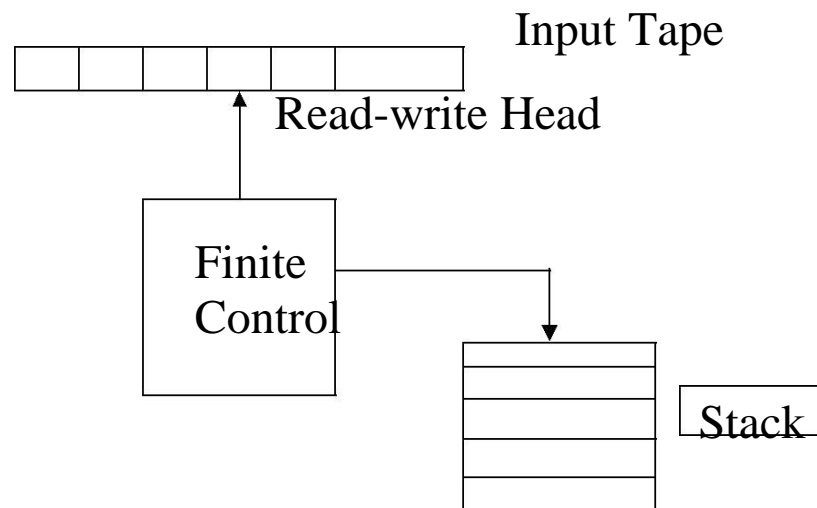 Input Tape
Read-write Head
Finite
Control
Stack